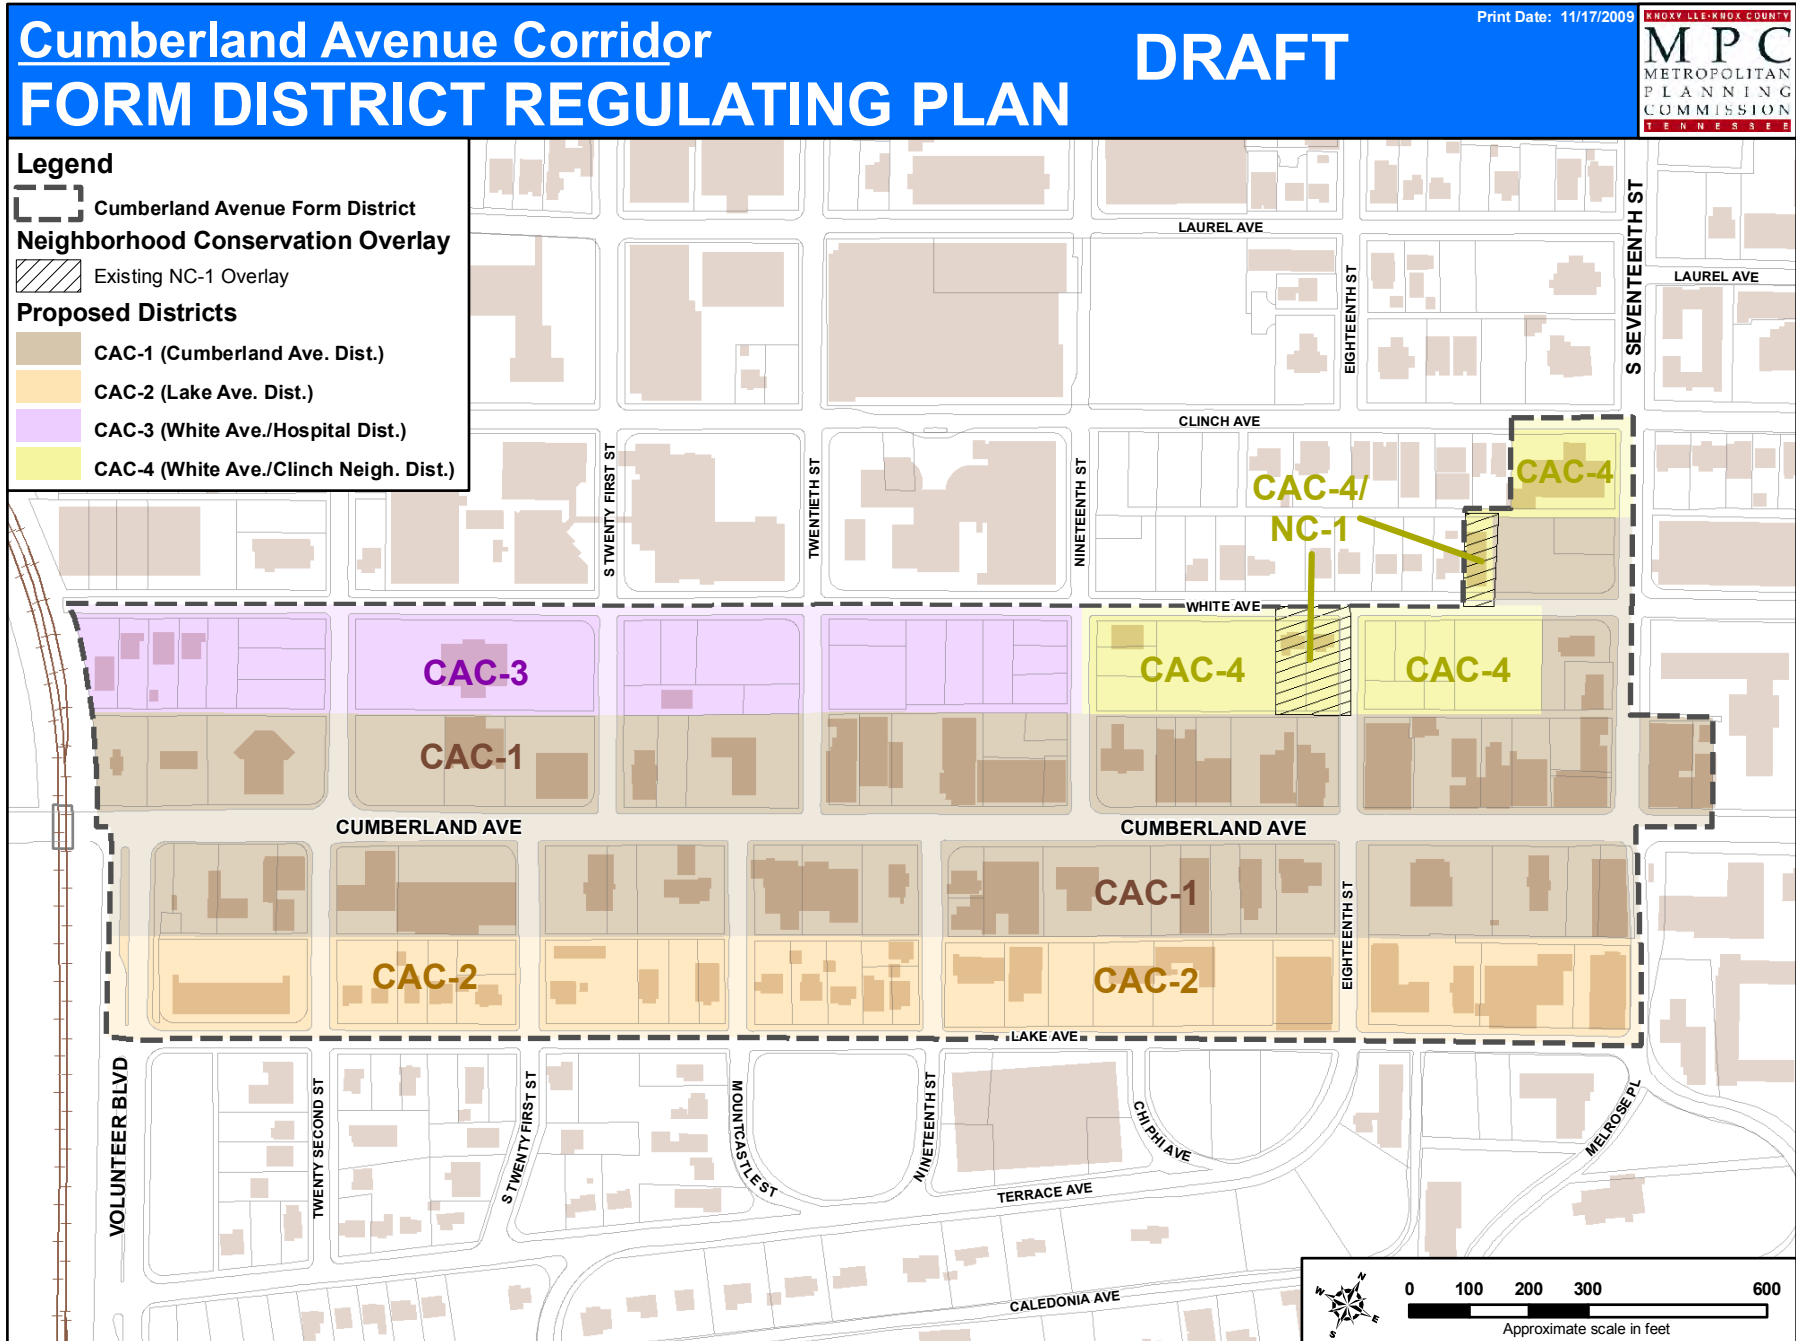 Cumberland Avenue Corridor
FORM DISTRICT REGULATING PLAN
DRAFT
Print Date: 11/17/2009
KNOXVILLE-KNOX COUNTY
MPC
METROPOLITAN
PLANNING
COMMISSION
TENNESSEE
Legend
Cumberland Avenue Form District
Neighborhood Conservation Overlay
Existing NC-1 Overlay
Proposed Districts
CAC-1 (Cumberland Ave. Dist.)
CAC-2 (Lake Ave. Dist.)
CAC-3 (White Ave./Hospital Dist.)
CAC-4 (White Ave./Clinch Neigh. Dist.)
LAUREL AVE
LAUREL AVE
S SEVENTEENTH ST
EIGHTEENTH ST
CLINCH AVE
S TWENTY FIRST ST
TWENTIETH ST
NINETEENTH ST
CAC-4/
NC-1
CAC-4
WHITE AVE
CAC-3
CAC-4
CAC-4
CAC-1
CUMBERLAND AVE
CUMBERLAND AVE
CAC-1
EIGHTEENTH ST
CAC-2
CAC-2
LAKE AVE
VOLUNTEER BLVD
TWENTY SECOND ST
S TWENTY FIRST ST
MOUNTCASTLE ST
NINETEENTH ST
CHI PHI AVE
MELROSE PL
TERRACE AVE
CALEDONIA AVE
N
W
E
S
0 100 200 300 600
Approximate scale in feet